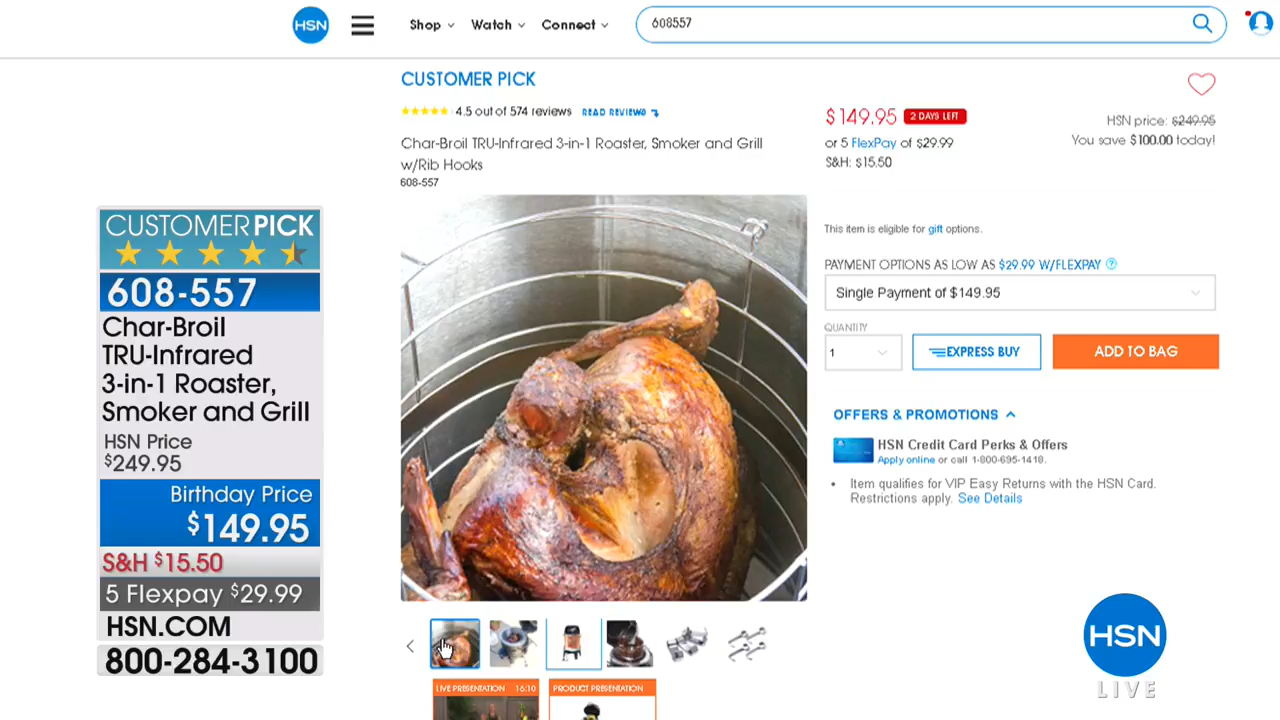 HSN
Shop
Watch
Connect
608557
CUSTOMER PICK
4.5 out of 574 reviews
READ REVIEWS
Char-Broil TRU-Infrared 3-in-1 Roaster, Smoker and Grill
w/Rib Hooks
608-557
$149.95
2 DAYS LEFT
or 5 FlexPay of $29.99
S&H: $15.50
HSN price: $249.95
You save $100.00 today!
This item is eligible for gift options.
PAYMENT OPTIONS AS LOW AS $29.99 W/FLEXPAY ?
Single Payment of $149.95
QUANTITY
1
EXPRESS BUY
ADD TO BAG
OFFERS & PROMOTIONS
HSN Credit Card Perks & Offers
Apply online or call 1-800-695-1418.
• Item qualifies for VIP Easy Returns with the HSN Card.
Restrictions apply. See Details
CUSTOMER PICK
608-557
Char-Broil
TRU-Infrared
3-in-1 Roaster,
Smoker and Grill
HSN Price
$249.95
Birthday Price
$149.95
S&H $15.50
5 Flexpay $29.99
HSN.COM
800-284-3100
LIVE PRESENTATION 16:10
PRODUCT PRESENTATION
HSN
LIVE